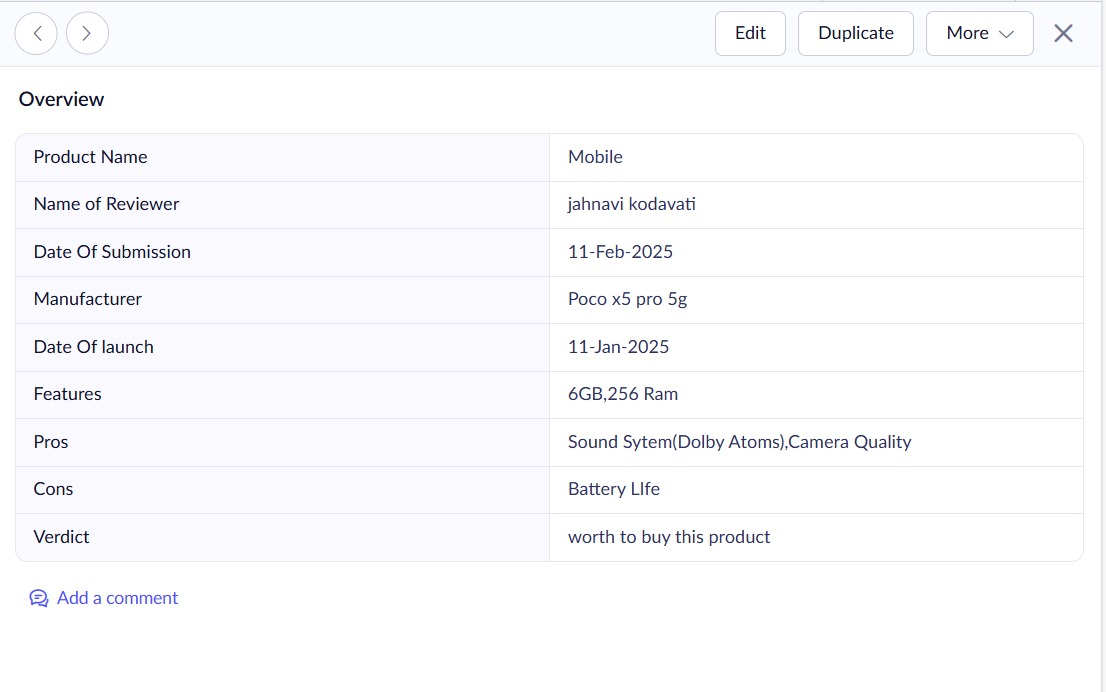 Edit Duplicate More
Overview
Product Name Mobile
Name of Reviewer jahnavi kodavati
Date Of Submission 11-Feb-2025
Manufacturer Poco x5 pro 5g
Date Of launch 11-Jan-2025
Features 6GB,256 Ram
Pros Sound Sytem(Dolby Atoms),Camera Quality
Cons Battery LIfe
Verdict worth to buy this product
Add a comment